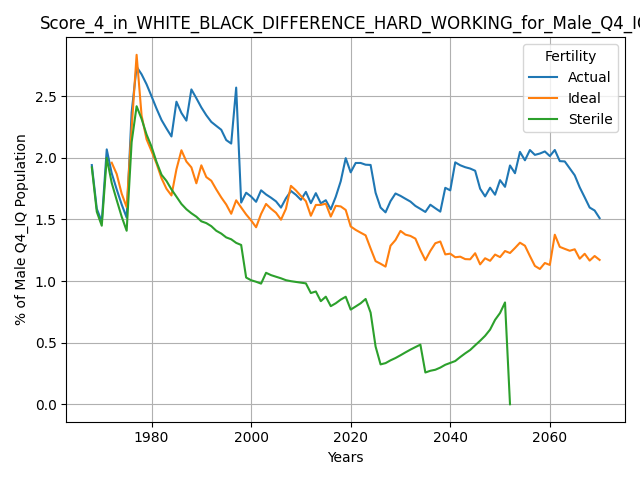 Score_4_in_WHITE_BLACK_DIFFERENCE_HARD_WORKING_for_Male_Q4_IQ
Fertility
Actual
Ideal
Sterile
% of Male Q4_IQ Population
2.5
2.0
1.5
1.0
0.5
0.0
1980
2000
2020
2040
2060
Years